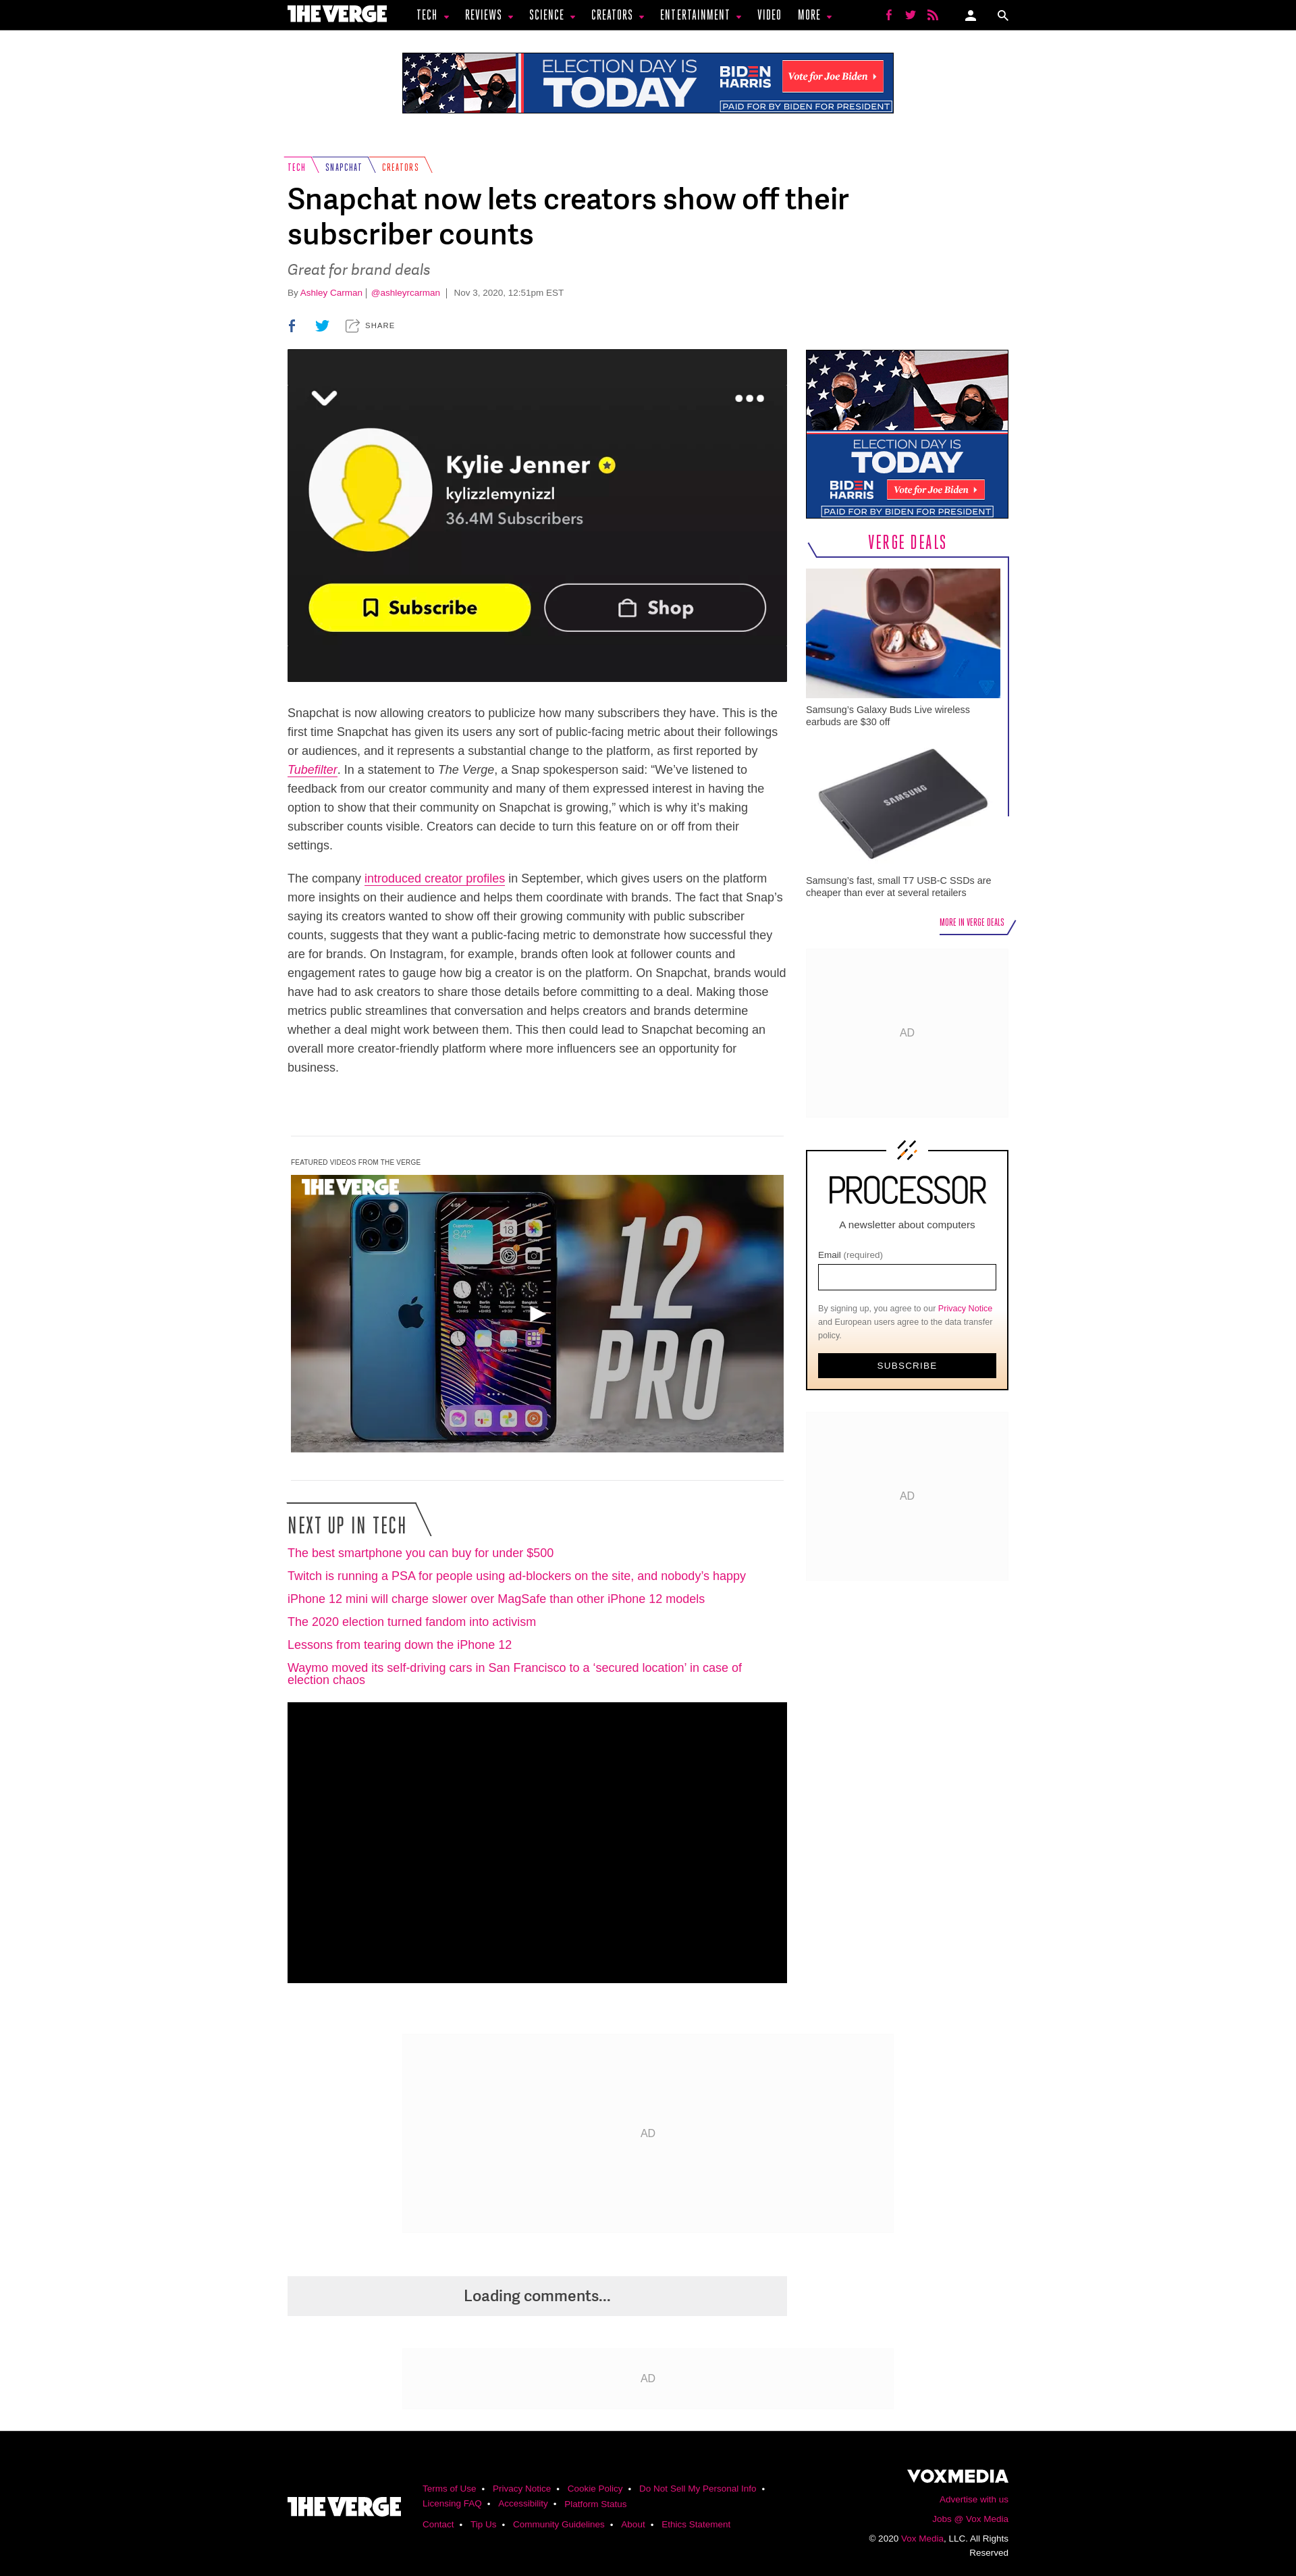 THE VERGE
TECH
REVIEWS
SCIENCE
CREATORS
ENTERTAINMENT
VIDEO
MORE
ELECTION DAY IS
TODAY
BIDEN
HARRIS
Vote for Joe Biden
PAID FOR BY BIDEN FOR PRESIDENT
TECH
SNAPCHAT
CREATORS
Snapchat now lets creators show off their
subscriber counts
Great for brand deals
By Ashley Carman | @ashleyrcarman | Nov 3, 2020, 12:51pm EST
SHARE
Kylie Jenner
kylizzlemynizzl
36.4M Subscribers
Subscribe
Shop
Snapchat is now allowing creators to publicize how many subscribers they have. This is the
first time Snapchat has given its users any sort of public-facing metric about their followings
or audiences, and it represents a substantial change to the platform, as first reported by
Tubefilter. In a statement to The Verge, a Snap spokesperson said: “We’ve listened to
feedback from our creator community and many of them expressed interest in having the
option to show that their community on Snapchat is growing,” which is why it’s making
subscriber counts visible. Creators can decide to turn this feature on or off from their
settings.
The company introduced creator profiles in September, which gives users on the platform
more insights on their audience and helps them coordinate with brands. The fact that Snap’s
saying its creators wanted to show off their growing community with public subscriber
counts, suggests that they want a public-facing metric to demonstrate how successful they
are for brands. On Instagram, for example, brands often look at follower counts and
engagement rates to gauge how big a creator is on the platform. On Snapchat, brands would
have had to ask creators to share those details before committing to a deal. Making those
metrics public streamlines that conversation and helps creators and brands determine
whether a deal might work between them. This then could lead to Snapchat becoming an
overall more creator-friendly platform where more influencers see an opportunity for
business.
FEATURED VIDEOS FROM THE VERGE
THE VERGE
12
PRO
NEXT UP IN TECH
The best smartphone you can buy for under $500
Twitch is running a PSA for people using ad-blockers on the site, and nobody’s happy
iPhone 12 mini will charge slower over MagSafe than other iPhone 12 models
The 2020 election turned fandom into activism
Lessons from tearing down the iPhone 12
Waymo moved its self-driving cars in San Francisco to a ‘secured location’ in case of
election chaos
ELECTION DAY IS
TODAY
BIDEN
HARRIS
Vote for Joe Biden
PAID FOR BY BIDEN FOR PRESIDENT
VERGE DEALS
Samsung’s Galaxy Buds Live wireless
earbuds are $30 off
SAMSUNG
Samsung’s fast, small T7 USB-C SSDs are
cheaper than ever at several retailers
MORE IN VERGE DEALS
AD
PROCESSOR
A newsletter about computers
Email (required)
By signing up, you agree to our Privacy Notice
and European users agree to the data transfer
policy.
SUBSCRIBE
AD
AD
Loading comments...
AD
THE VERGE
Terms of Use • Privacy Notice • Cookie Policy • Do Not Sell My Personal Info •
Licensing FAQ • Accessibility • Platform Status
Contact • Tip Us • Community Guidelines • About • Ethics Statement
VOXMEDIA
Advertise with us
Jobs @ Vox Media
© 2020 Vox Media, LLC. All Rights
Reserved